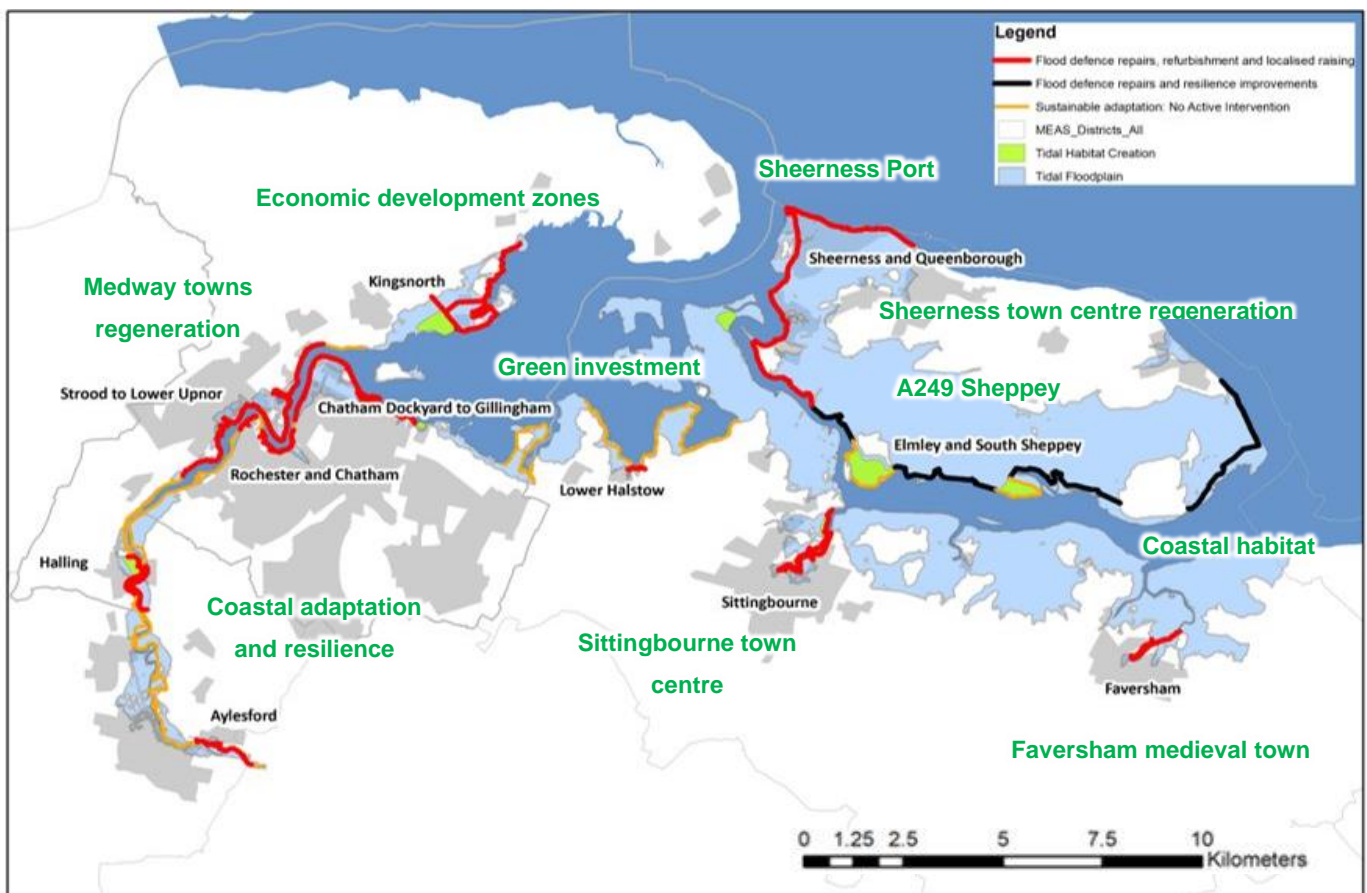 Legend
Flood defence repairs, refurbishment and localised raising
Flood defence repairs and resilience improvements
Sustainable adaptation: No Active Intervention
MEAS_Districts_All
Tidal Habitat Creation
Tidal Floodplain
Sheerness Port
Economic development zones
Sheerness and Queenborough
Kingsnorth
Medway towns
regeneration
Sheerness town centre regeneration
Green investment
A249 Sheppey
Strood to Lower Upnor
Chatham Dockyard to Gillingham
Elmley and South Sheppey
Rochester and Chatham
Lower Halstow
Coastal habitat
Halling
Sittingbourne
Coastal adaptation
and resilience
Sittingbourne town
centre
Faversham
Aylesford
Faversham medieval town
0 1.25 2.5 5 7.5 10
Kilometers